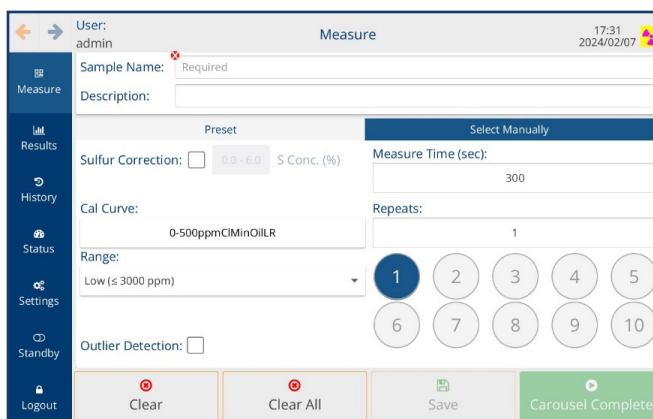 User:
admin
Measure
17:31
2024/02/07
Measure
Results
History
Status
Settings
Standby
Logout
Sample Name:
Required
Description:
Preset
Select Manually
Sulfur Correction:
0.0 - 6.0
S Conc. (%)
Measure Time (sec):
300
Cal Curve:
0-500ppmClMinOilLR
Repeats:
1
Range:
Low (≤ 3000 ppm)
1 2 3 4 5
6 7 8 9 10
Outlier Detection:
Clear
Clear All
Save
Carousel Complete